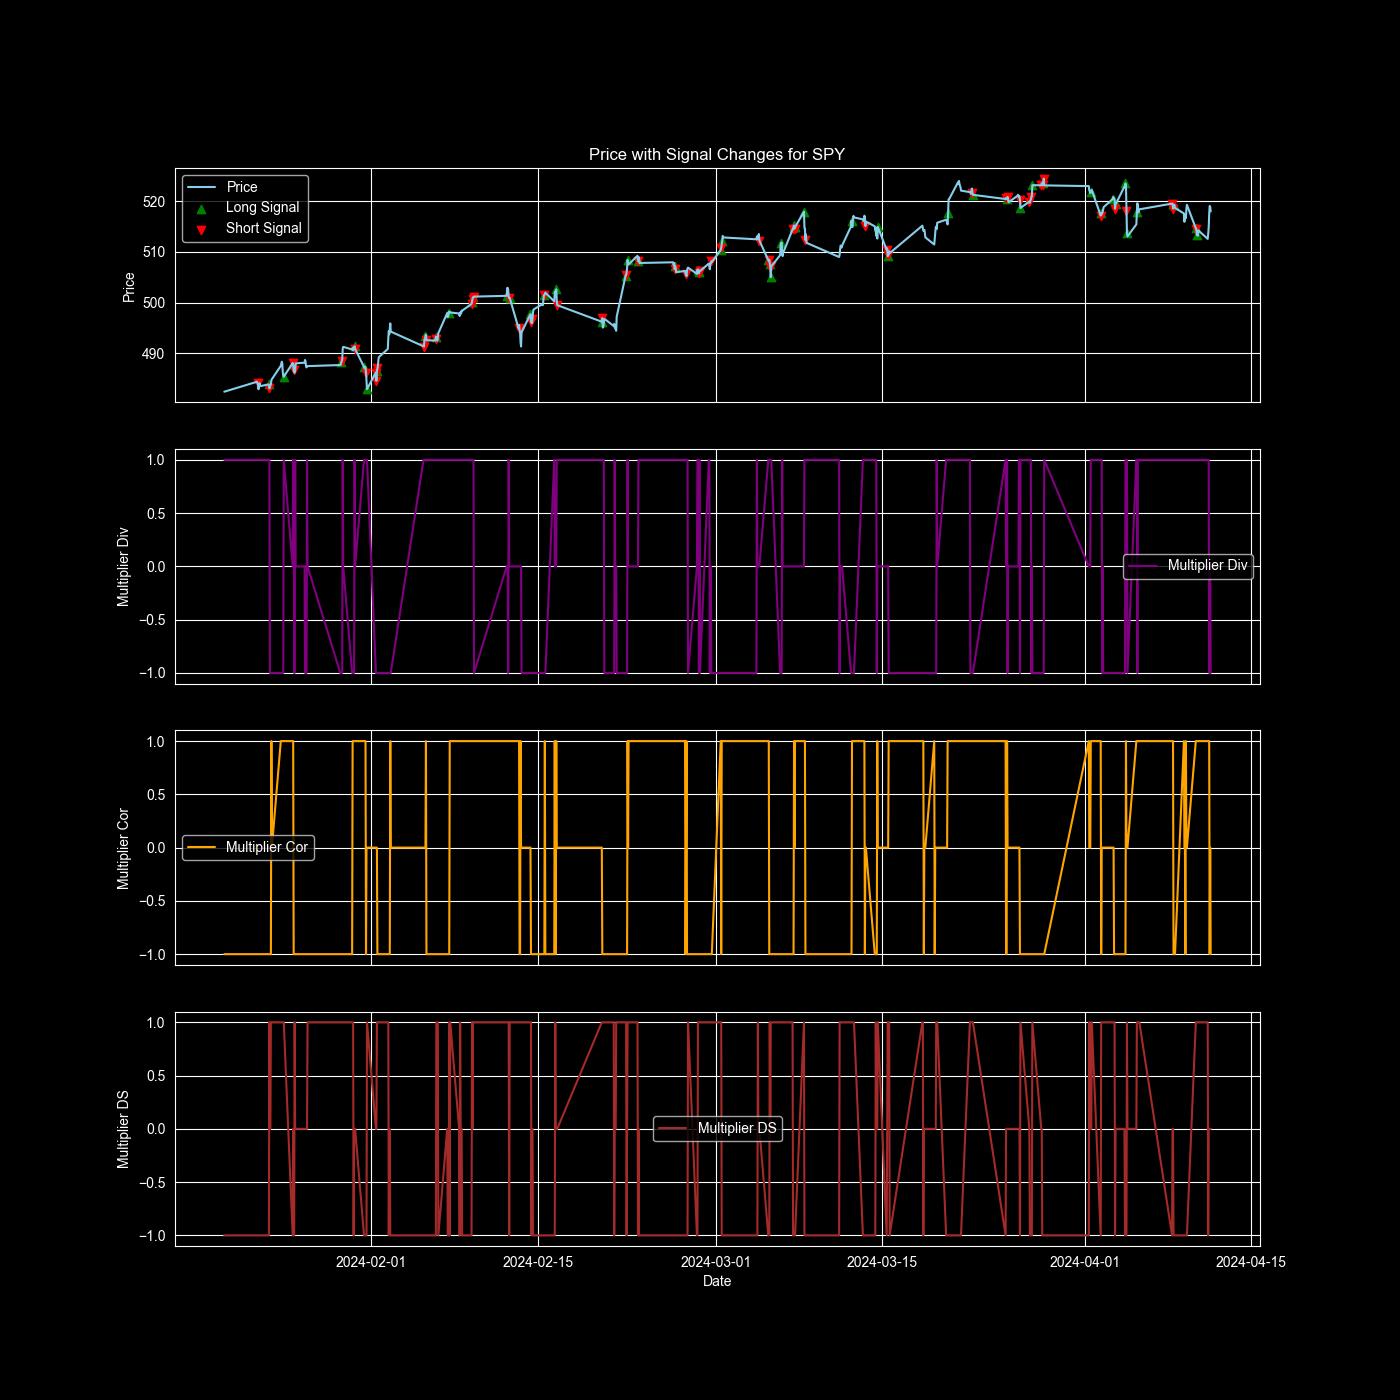 Price with Signal Changes for SPY
Price
Long Signal
Short Signal
520
510
500
490
Price
1.0
0.5
0.0
−0.5
−1.0
Multiplier Div
Multiplier Div
1.0
0.5
0.0
−0.5
−1.0
Multiplier Cor
Multiplier Cor
1.0
0.5
0.0
−0.5
−1.0
Multiplier DS
Multiplier DS
2024-02-01 2024-02-15 2024-03-01 2024-03-15 2024-04-01 2024-04-15
Date